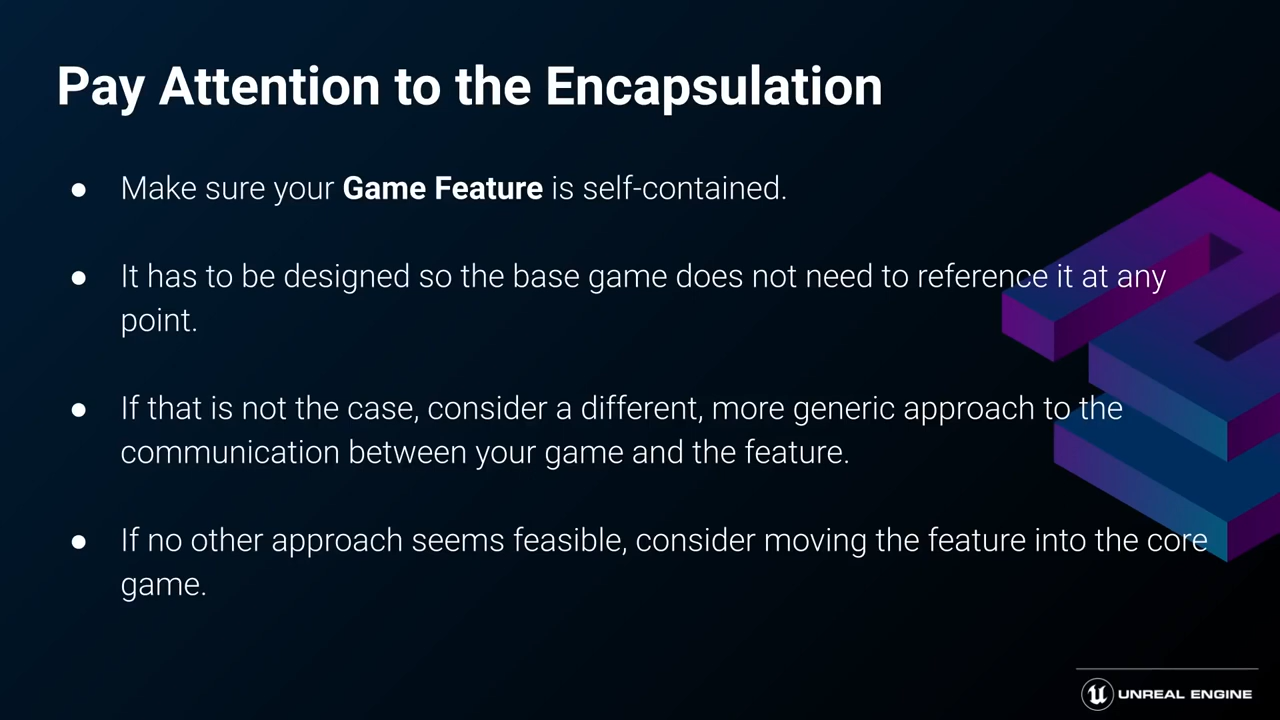 Pay Attention to the Encapsulation
● Make sure your Game Feature is self-contained.
● It has to be designed so the base game does not need to reference it at any
point.
● If that is not the case, consider a different, more generic approach to the
communication between your game and the feature.
● If no other approach seems feasible, consider moving the feature into the core
game.
UNREAL ENGINE